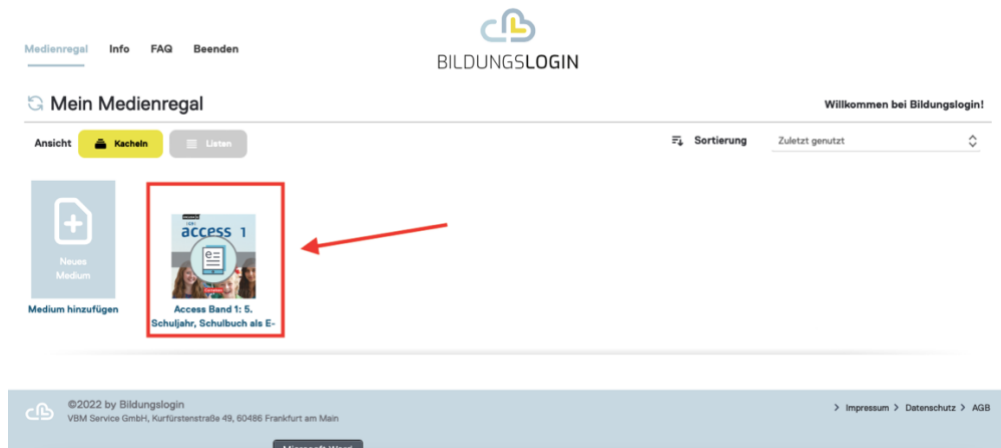 BILDUNGSLOGIN
Medienregal Info FAQ Beenden
Mein Medienregal
Willkommen bei Bildungslogin!
Ansicht Kacheln Listen
Sortierung Zuletzt genutzt
access 1
Neues
Medium
Medium hinzufügen
Access Band 1: 5.
Schuljahr, Schulbuch als E-
©2022 by Bildungslogin
VBM Service GmbH, Kurfürstenstraße 49, 60486 Frankfurt am Main
> Impressum > Datenschutz > AGB
Microsoft Word